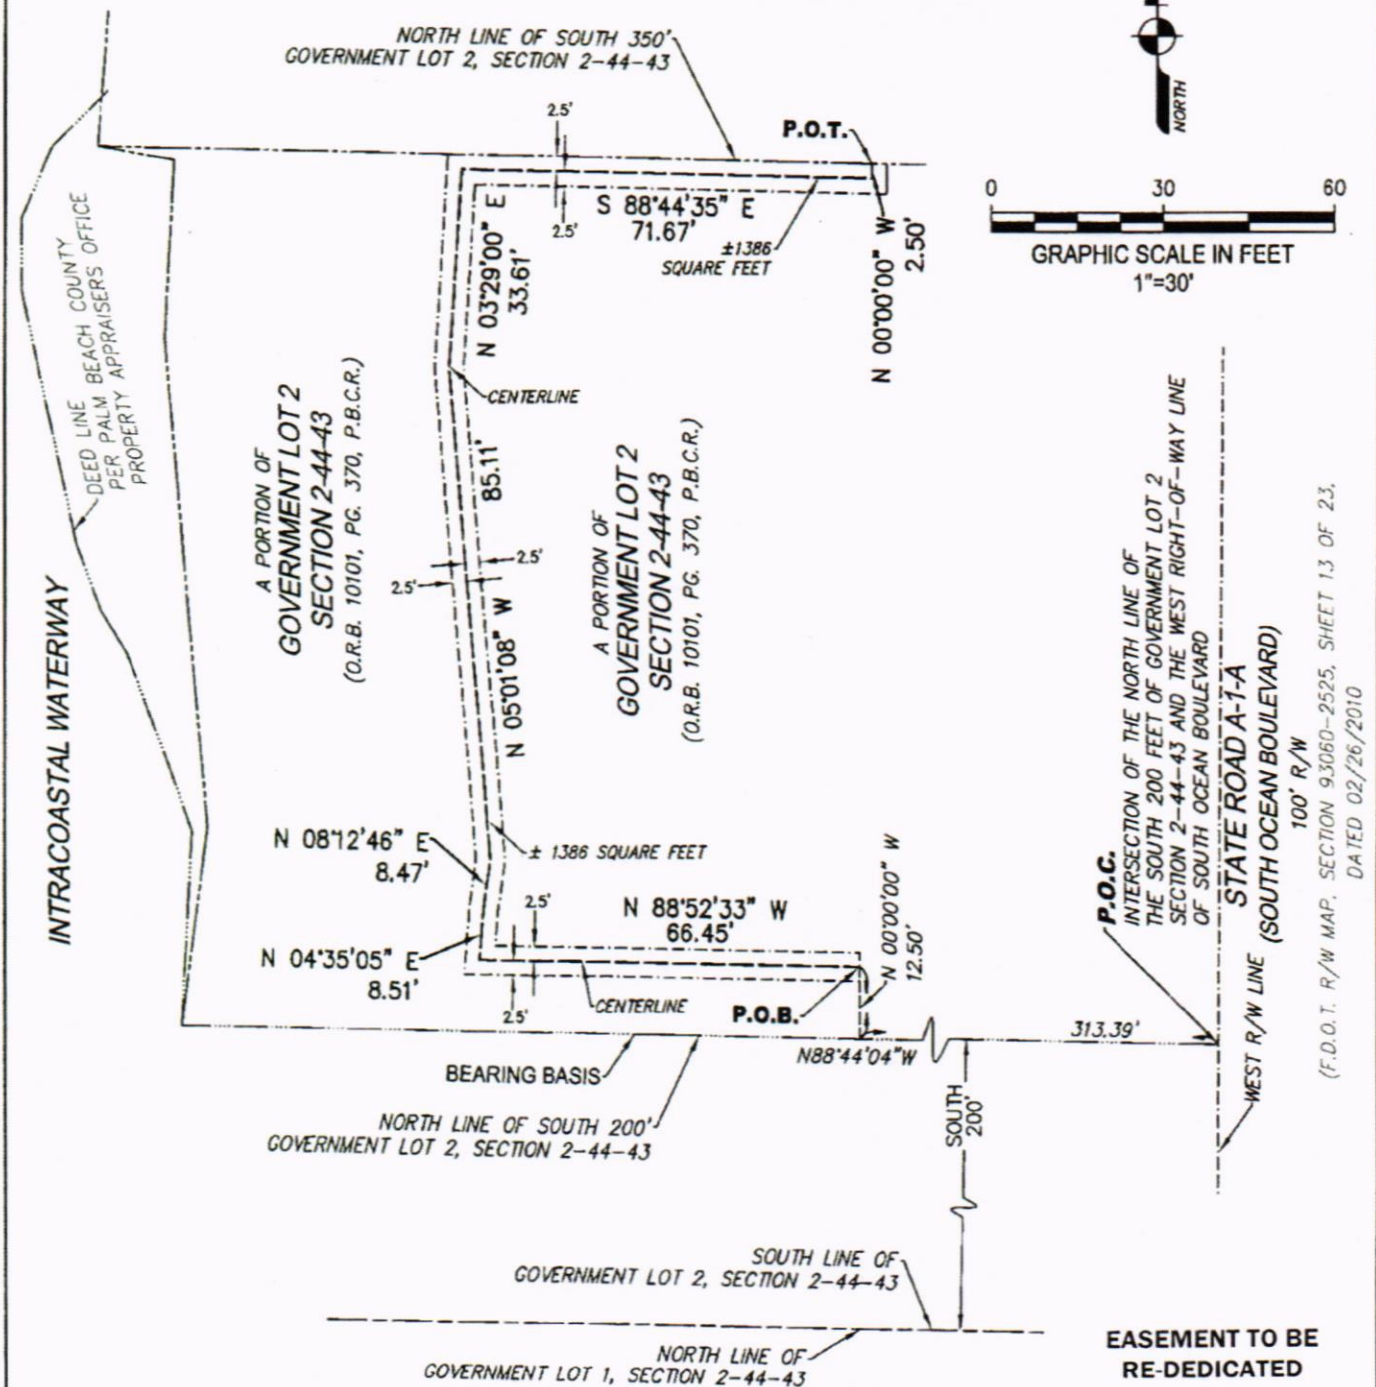 NORTH LINE OF SOUTH 350'
GOVERNMENT LOT 2, SECTION 2-44-43
NORTH
2.5'
P.O.T.
0 30 60
GRAPHIC SCALE IN FEET
1"=30'
S 88°44'35" E
71.67'
2.5'
±1386
SQUARE FEET
N 00°00'00" W
2.50'
N 03°29'00" E
33.61'
DEED LINE
PER PALM BEACH COUNTY
PROPERTY APPRAISERS OFFICE
CENTERLINE
A PORTION OF
GOVERNMENT LOT 2
SECTION 2-44-43
(O.R.B. 10101, PG. 370, P.B.C.R.)
85.11'
N 05°01'08" W
2.5'
2.5'
A PORTION OF
GOVERNMENT LOT 2
SECTION 2-44-43
(O.R.B. 10101, PG. 370, P.B.C.R.)
INTRACOASTAL WATERWAY
N 08°12'46" E
8.47'
± 1386 SQUARE FEET
N 04°35'05" E
8.51'
2.5'
N 88°52'33" W
66.45'
N 00°00'00" W
12.50'
2.5'
CENTERLINE
P.O.B.
P.O.C.
INTERSECTION OF THE NORTH LINE OF
THE SOUTH 200 FEET OF GOVERNMENT LOT 2
SECTION 2-44-43 AND THE WEST RIGHT-OF-WAY LINE
OF SOUTH OCEAN BOULEVARD
STATE ROAD A-1-A
(SOUTH OCEAN BOULEVARD)
100' R/W
(F.D.O.T. R/W MAP, SECTION 93060-2525, SHEET 13 OF 23,
DATED 02/26/2010
WEST R/W LINE
313.39'
N88°44'04"W
BEARING BASIS
NORTH LINE OF SOUTH 200'
GOVERNMENT LOT 2, SECTION 2-44-43
SOUTH
200'
SOUTH LINE OF
GOVERNMENT LOT 2, SECTION 2-44-43
NORTH LINE OF
GOVERNMENT LOT 1, SECTION 2-44-43
EASEMENT TO BE
RE-DEDICATED